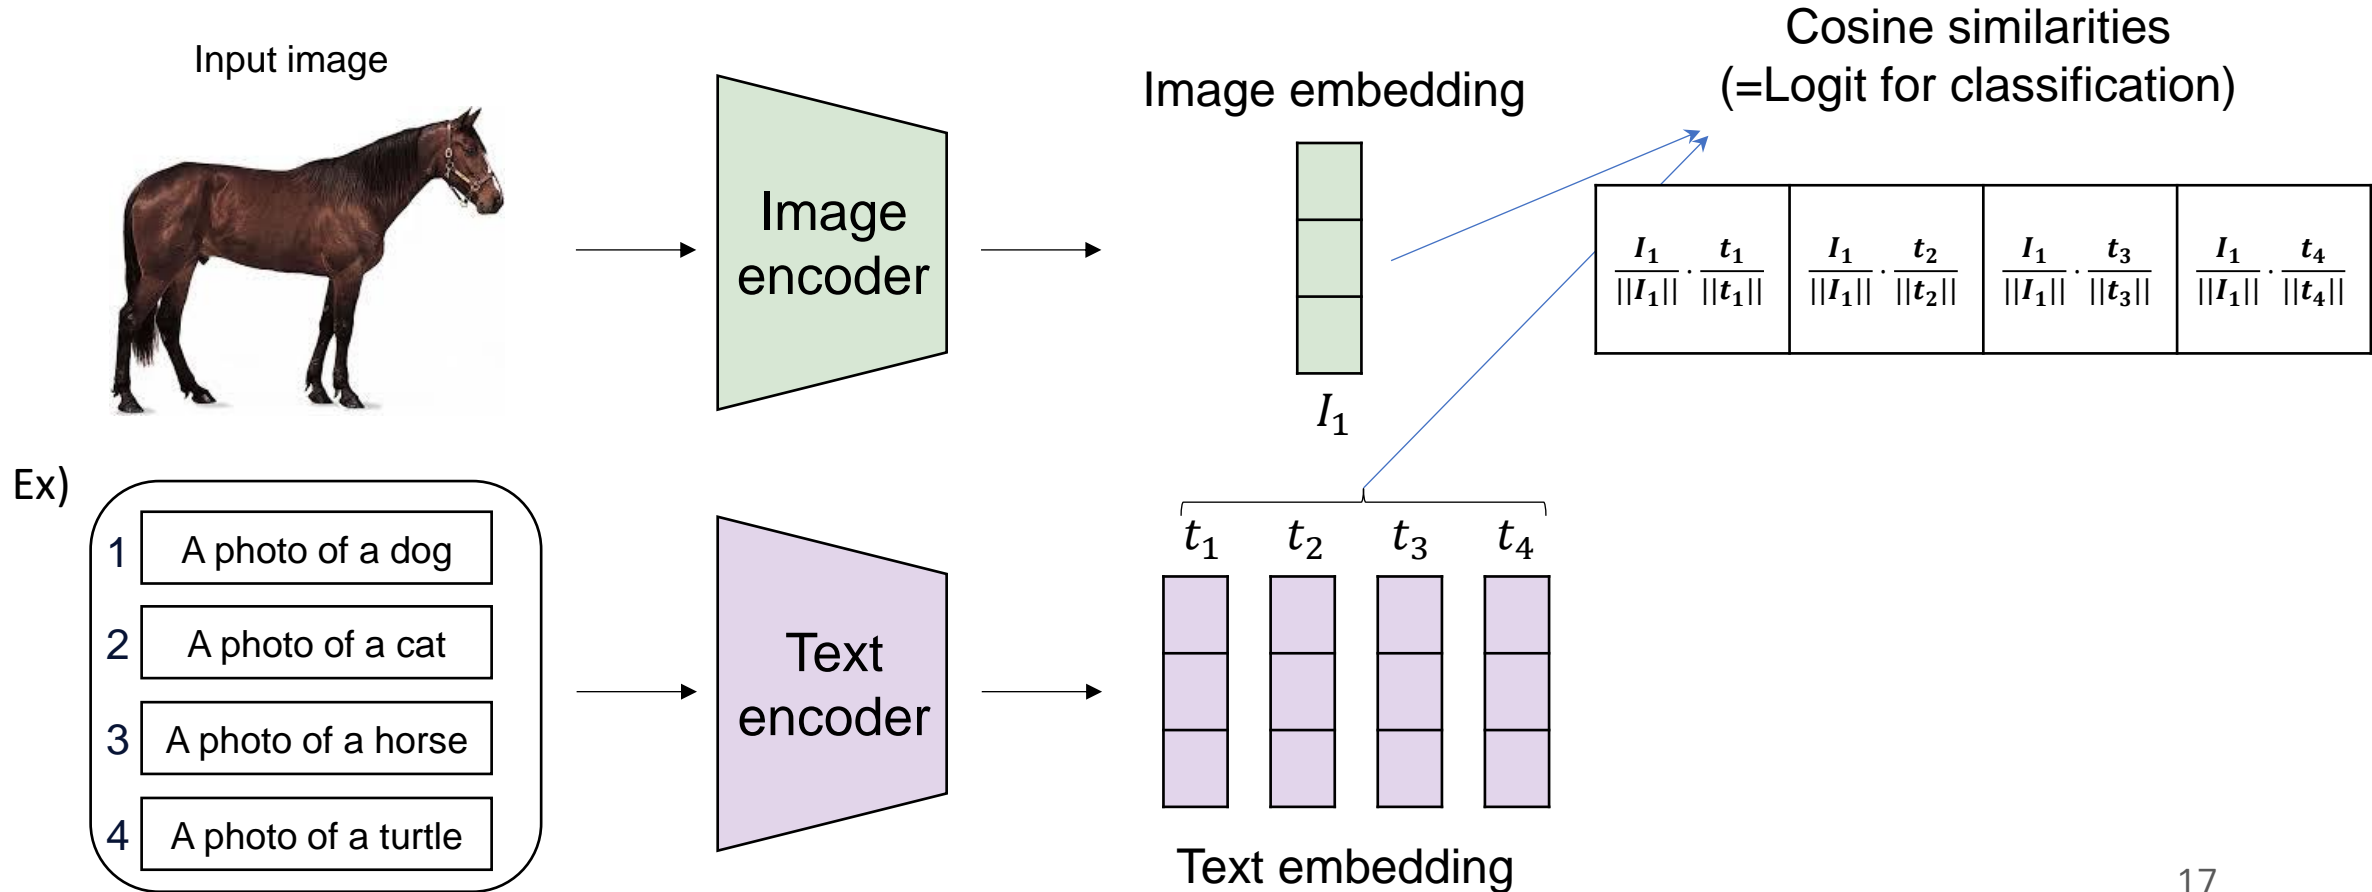 Input image
Image
encoder
Image embedding
I₁
Cosine similarities
(=Logit for classification)
I₁/||I₁|| · t₁/||t₁||
I₁/||I₁|| · t₂/||t₂||
I₁/||I₁|| · t₃/||t₃||
I₁/||I₁|| · t₄/||t₄||
Ex)
1 A photo of a dog
2 A photo of a cat
3 A photo of a horse
4 A photo of a turtle
Text
encoder
t₁ t₂ t₃ t₄
Text embedding
17